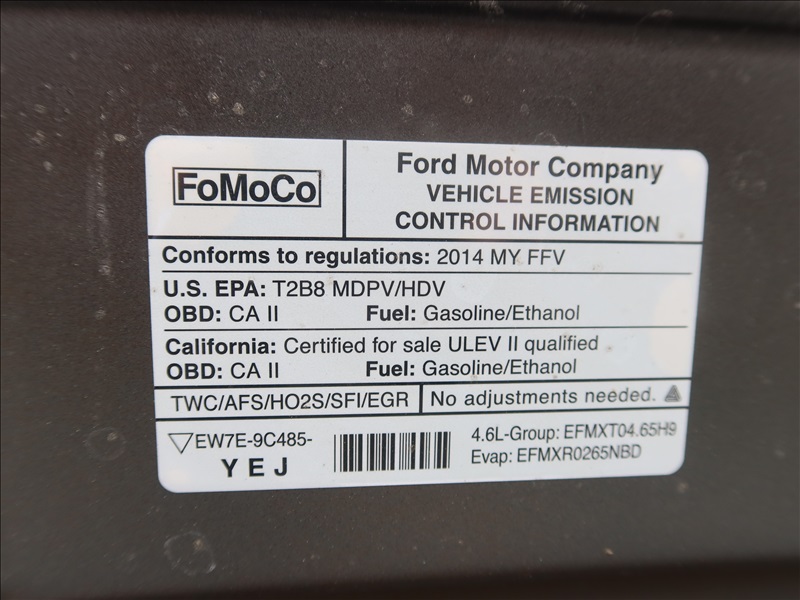 FoMoCo
Ford Motor Company
VEHICLE EMISSION
CONTROL INFORMATION
Conforms to regulations: 2014 MY FFV
U.S. EPA: T2B8 MDPV/HDV
OBD: CA II Fuel: Gasoline/Ethanol
California: Certified for sale ULEV II qualified
OBD: CA II Fuel: Gasoline/Ethanol
TWC/AFS/HO2S/SFI/EGR
No adjustments needed.
EW7E-9C485-
YEJ
4.6L-Group: EFMXT04.65H9
Evap: EFMXR0265NBD